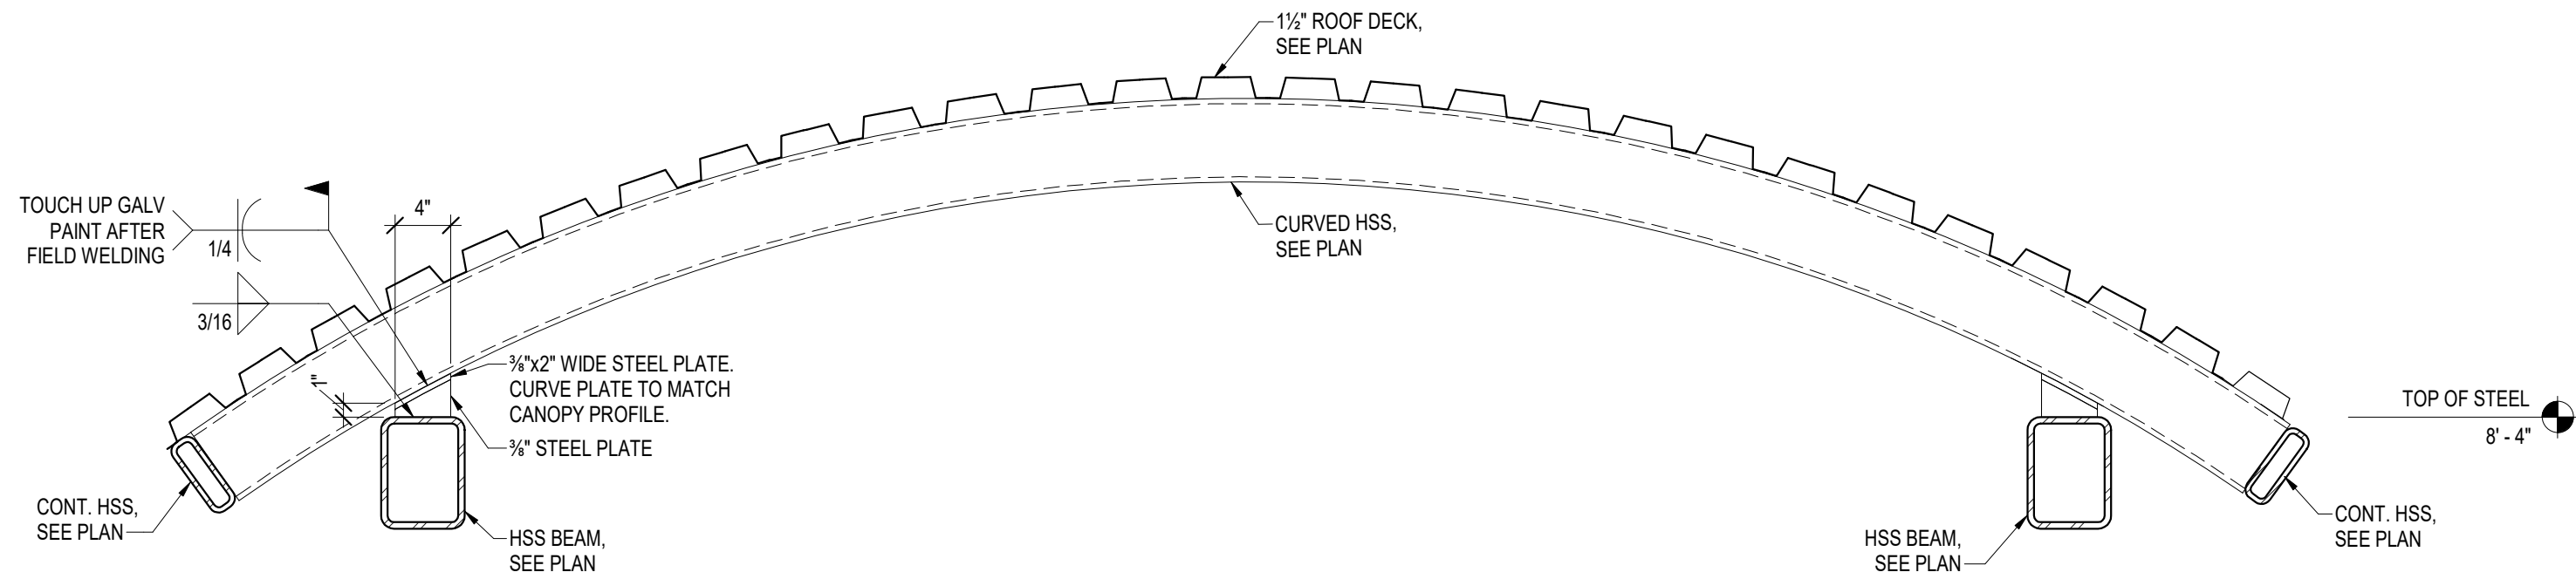 1½" ROOF DECK,
SEE PLAN
TOUCH UP GALV
PAINT AFTER
FIELD WELDING
1/4
4"
CURVED HSS,
SEE PLAN
3/16
1"
⅜"x2" WIDE STEEL PLATE.
CURVE PLATE TO MATCH
CANOPY PROFILE.
⅜" STEEL PLATE
TOP OF STEEL
8' - 4"
CONT. HSS,
SEE PLAN
HSS BEAM,
SEE PLAN
HSS BEAM,
SEE PLAN
CONT. HSS,
SEE PLAN